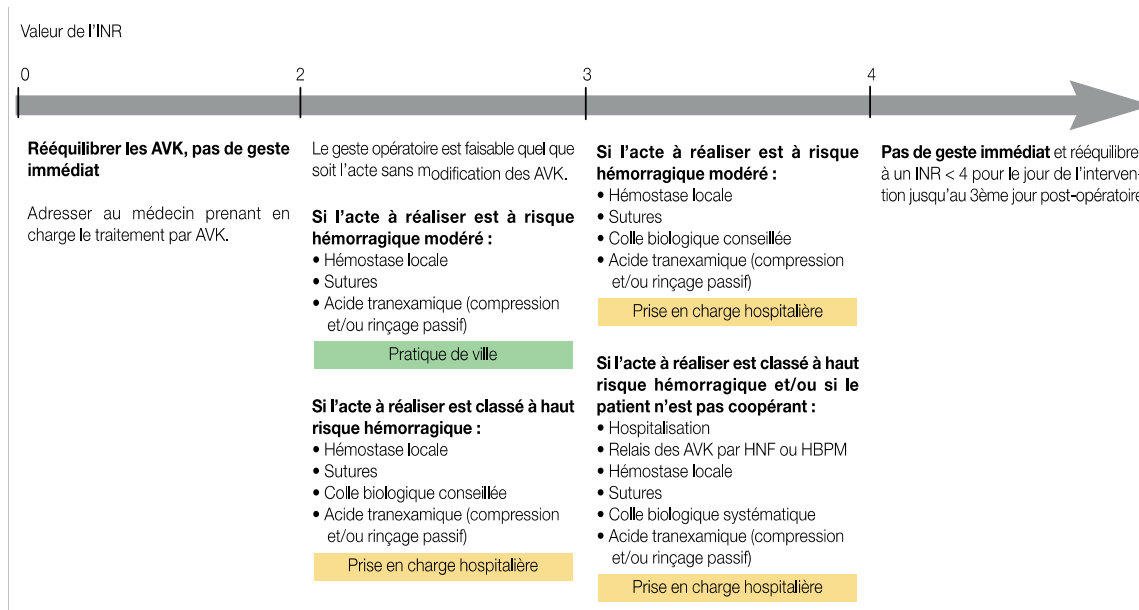 Valeur de l'INR
0
2
3
4
Rééquilibrer les AVK, pas de geste
immédiat
Adresser au médecin prenant en
charge le traitement par AVK.
Le geste opératoire est faisable quel que
soit l'acte sans modification des AVK.
Si l'acte à réaliser est à risque
hémorragique modéré :
• Hémostase locale
• Sutures
• Acide tranexamique (compression
et/ou rinçage passif)
Pratique de ville
Si l'acte à réaliser est classé à haut
risque hémorragique :
• Hémostase locale
• Sutures
• Colle biologique conseillée
• Acide tranexamique (compression
et/ou rinçage passif)
Prise en charge hospitalière
Si l'acte à réaliser est à risque
hémorragique modéré :
• Hémostase locale
• Sutures
• Colle biologique conseillée
• Acide tranexamique (compression
et/ou rinçage passif)
Prise en charge hospitalière
Si l'acte à réaliser est classé à haut
risque hémorragique et/ou si le
patient n'est pas coopérant :
• Hospitalisation
• Relais des AVK par HNF ou HBPM
• Hémostase locale
• Sutures
• Colle biologique systématique
• Acide tranexamique (compression
et/ou rinçage passif)
Prise en charge hospitalière
Pas de geste immédiat et rééquilibrer
à un INR < 4 pour le jour de l'interven-
tion jusqu'au 3ème jour post-opératoire